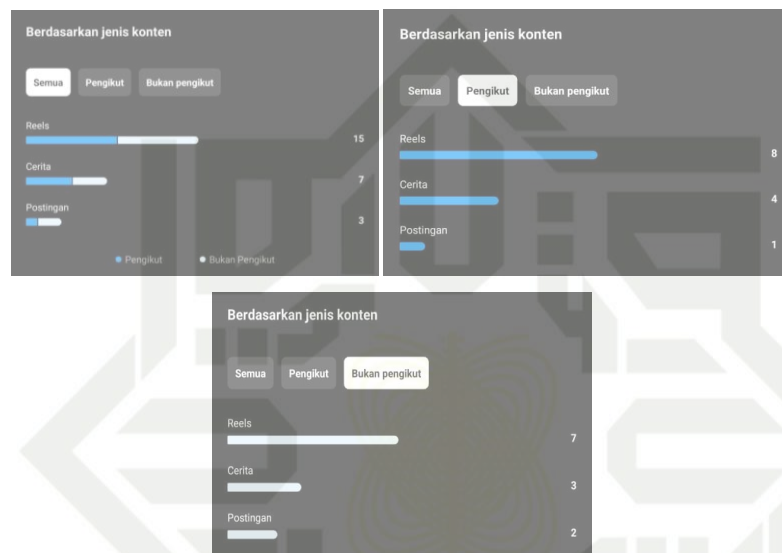 Berdasarkan jenis konten
Semua Pengikut Bukan pengikut
Reels
15
Cerita
7
Postingan
3
Pengikut Bukan Pengikut
Berdasarkan jenis konten
Semua Pengikut Bukan pengikut
Reels
8
Cerita
4
Postingan
1
Berdasarkan jenis konten
Semua Pengikut Bukan pengikut
Reels
7
Cerita
3
Postingan
2